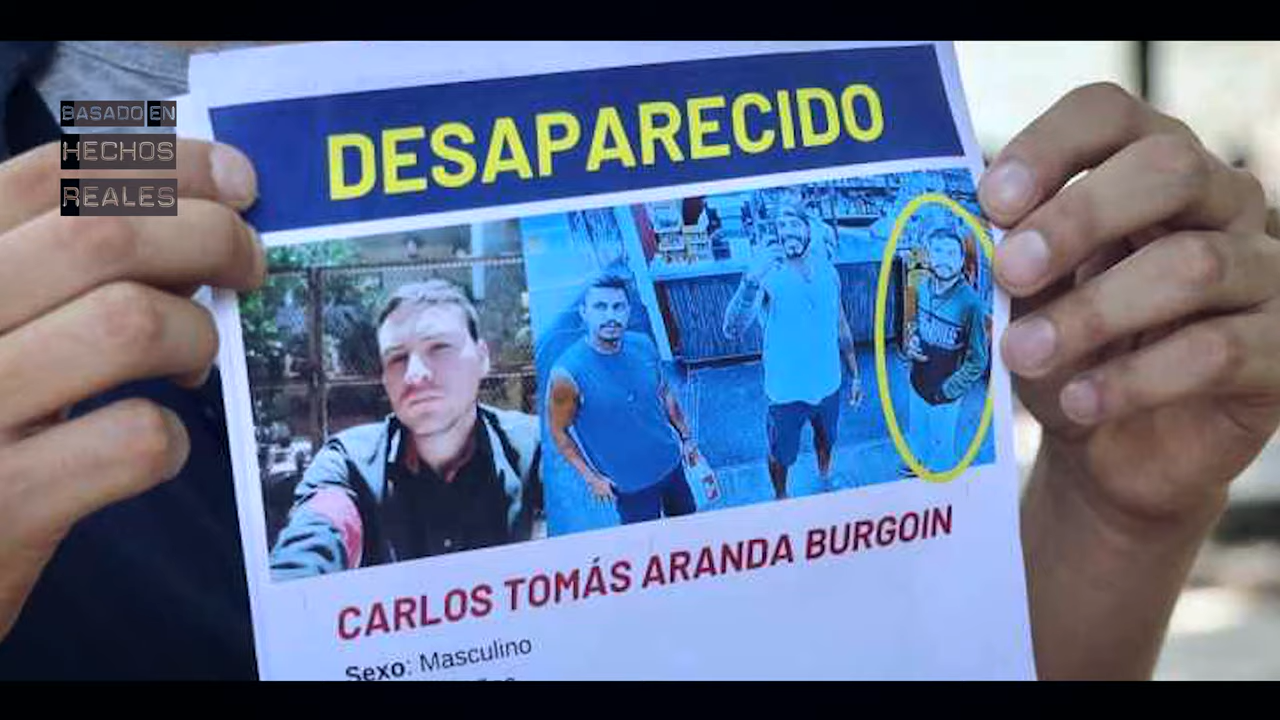 BASADO EN
HECHOS
REALES
DESAPARECIDO
CARLOS TOMÁS ARANDA BURGOIN
Sexo: Masculino